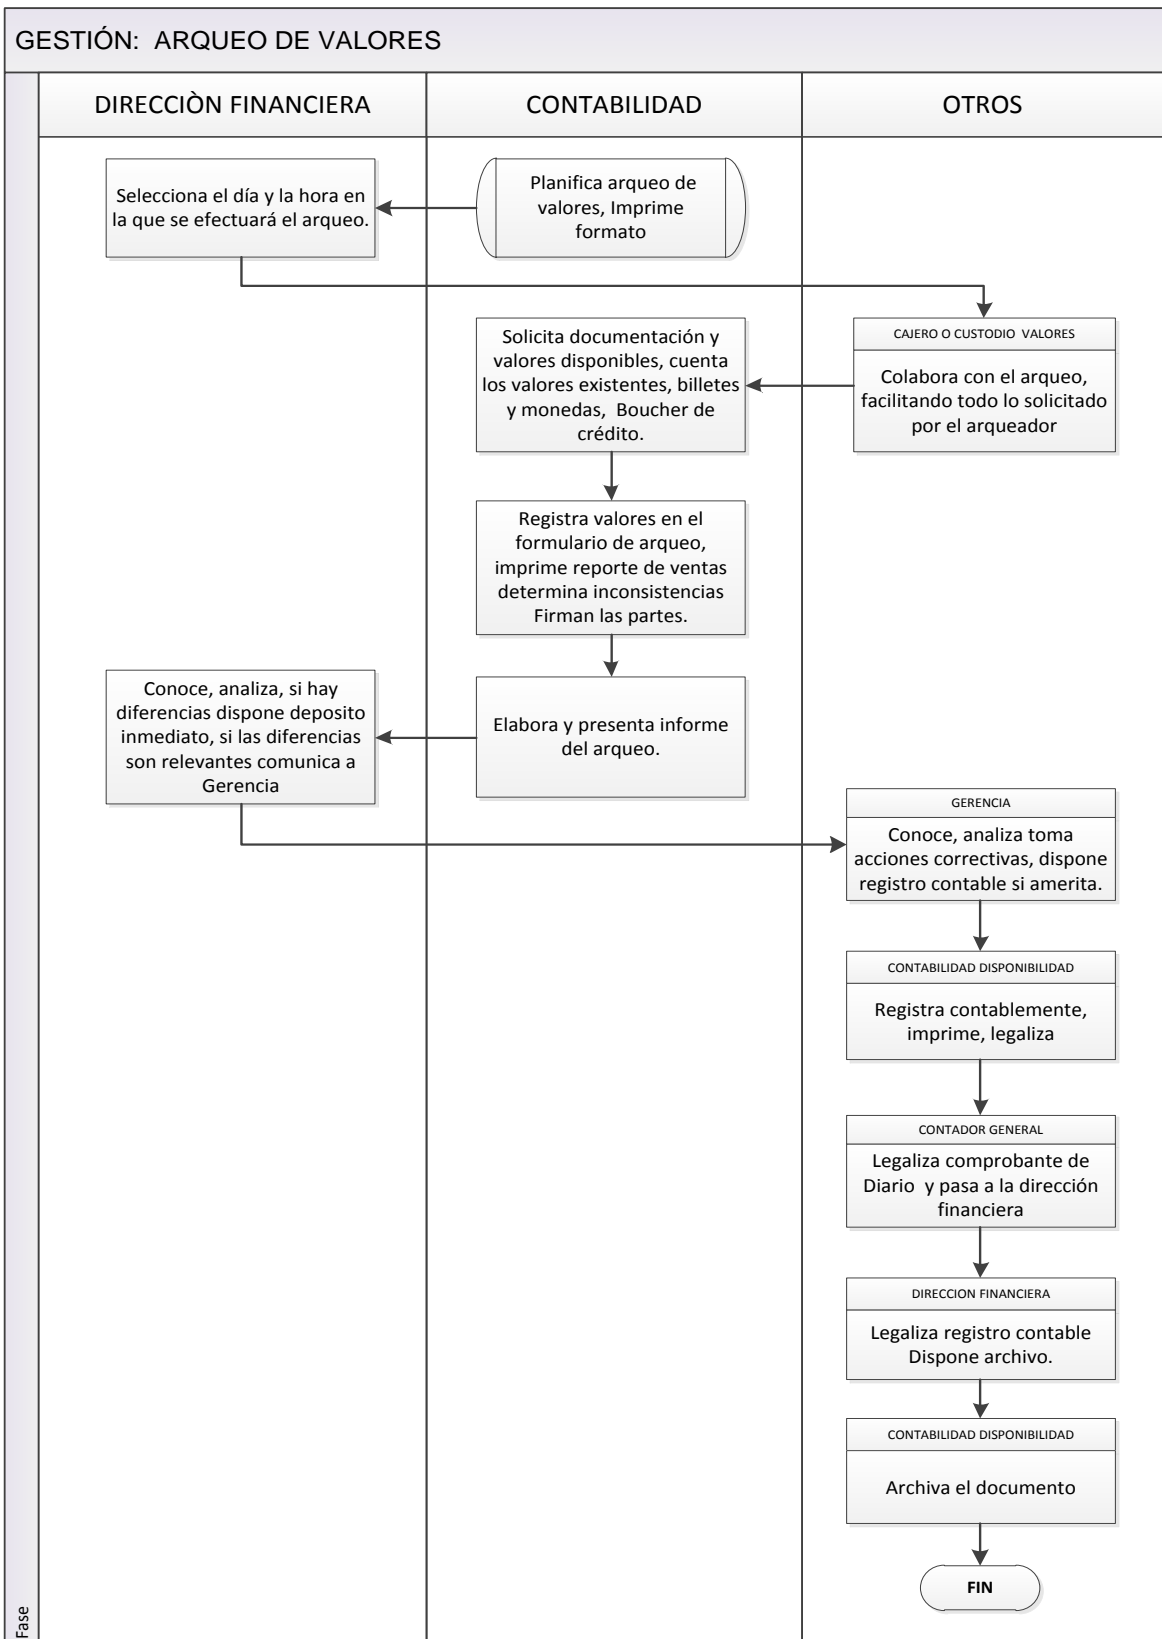 GESTIÓN: ARQUEO DE VALORES
DIRECCIÒN FINANCIERA
CONTABILIDAD
OTROS
Planifica arqueo de
valores, Imprime
formato
Selecciona el día y la hora en
la que se efectuará el arqueo.
CAJERO O CUSTODIO VALORES
Colabora con el arqueo,
facilitando todo lo solicitado
por el arqueador
Solicita documentación y
valores disponibles, cuenta
los valores existentes, billetes
y monedas, Boucher de
crédito.
Registra valores en el
formulario de arqueo,
imprime reporte de ventas
determina inconsistencias
Firman las partes.
Elabora y presenta informe
del arqueo.
Conoce, analiza, si hay
diferencias dispone deposito
inmediato, si las diferencias
son relevantes comunica a
Gerencia
GERENCIA
Conoce, analiza toma
acciones correctivas, dispone
registro contable si amerita.
CONTABILIDAD DISPONIBILIDAD
Registra contablemente,
imprime, legaliza
CONTADOR GENERAL
Legaliza comprobante de
Diario y pasa a la dirección
financiera
DIRECCION FINANCIERA
Legaliza registro contable
Dispone archivo.
CONTABILIDAD DISPONIBILIDAD
Archiva el documento
FIN
Fase